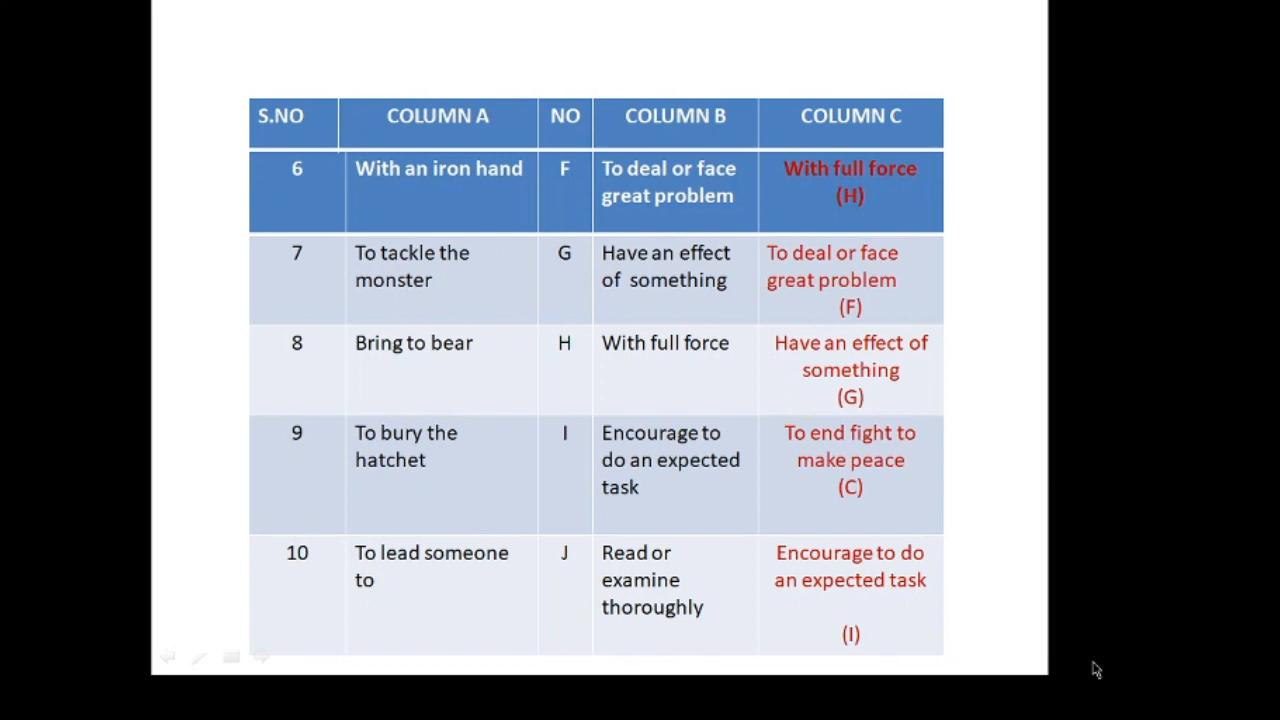 S.NO COLUMN A NO COLUMN B COLUMN C
6 With an iron hand F To deal or face With full force
great problem (H)
7 To tackle the G Have an effect To deal or face
monster of something great problem
(F)
8 Bring to bear H With full force Have an effect of
something
(G)
9 To bury the I Encourage to To end fight to
hatchet do an expected make peace
task (C)
10 To lead someone J Read or Encourage to do
to examine an expected task
thoroughly
(I)